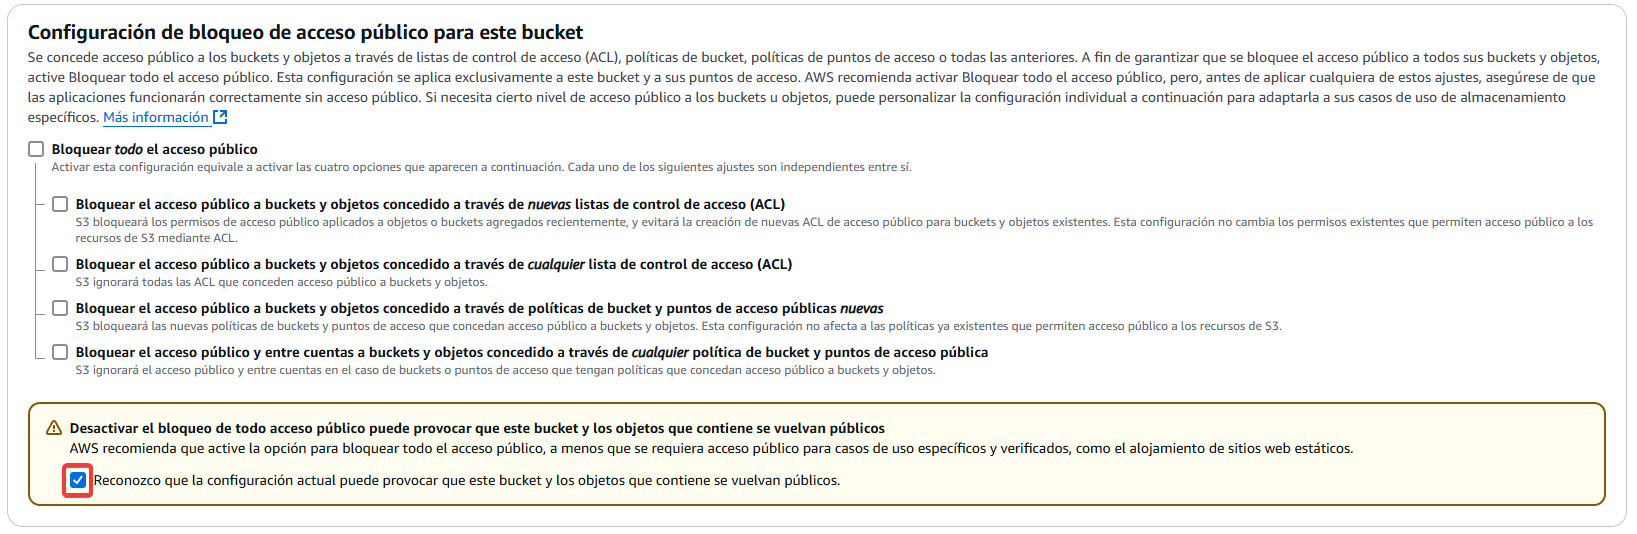 Configuración de bloqueo de acceso público para este bucket
Se concede acceso público a los buckets y objetos a través de listas de control de acceso (ACL), políticas de bucket, políticas de puntos de acceso o todas las anteriores. A fin de garantizar que se bloquee el acceso público a todos sus buckets y objetos,
active Bloquear todo el acceso público. Esta configuración se aplica exclusivamente a este bucket y a sus puntos de acceso. AWS recomienda activar Bloquear todo el acceso público, pero, antes de aplicar cualquiera de estos ajustes, asegúrese de que
las aplicaciones funcionarán correctamente sin acceso público. Si necesita cierto nivel de acceso público a los buckets u objetos, puede personalizar la configuración individual a continuación para adaptarla a sus casos de uso de almacenamiento
específicos. Más información
Bloquear todo el acceso público
Activar esta configuración equivale a activar las cuatro opciones que aparecen a continuación. Cada uno de los siguientes ajustes son independientes entre sí.
Bloquear el acceso público a buckets y objetos concedido a través de nuevas listas de control de acceso (ACL)
S3 bloqueará los permisos de acceso público aplicados a objetos o buckets agregados recientemente, y evitará la creación de nuevas ACL de acceso público para buckets y objetos existentes. Esta configuración no cambia los permisos existentes que permiten acceso público a los
recursos de S3 mediante ACL.
Bloquear el acceso público a buckets y objetos concedido a través de cualquier lista de control de acceso (ACL)
S3 ignorará todas las ACL que conceden acceso público a buckets y objetos.
Bloquear el acceso público a buckets y objetos concedido a través de políticas de bucket y puntos de acceso públicas nuevas
S3 bloqueará las nuevas políticas de buckets y puntos de acceso que concedan acceso público a buckets y objetos. Esta configuración no afecta a las políticas ya existentes que permiten acceso público a los recursos de S3.
Bloquear el acceso público y entre cuentas a buckets y objetos concedido a través de cualquier política de bucket y puntos de acceso pública
S3 ignorará el acceso público y entre cuentas en el caso de buckets o puntos de acceso que tengan políticas que concedan acceso público a buckets y objetos.
Desactivar el bloqueo de todo acceso público puede provocar que este bucket y los objetos que contiene se vuelvan públicos
AWS recomienda que active la opción para bloquear todo el acceso público, a menos que se requiera acceso público para casos de uso específicos y verificados, como el alojamiento de sitios web estáticos.
Reconozco que la configuración actual puede provocar que este bucket y los objetos que contiene se vuelvan públicos.